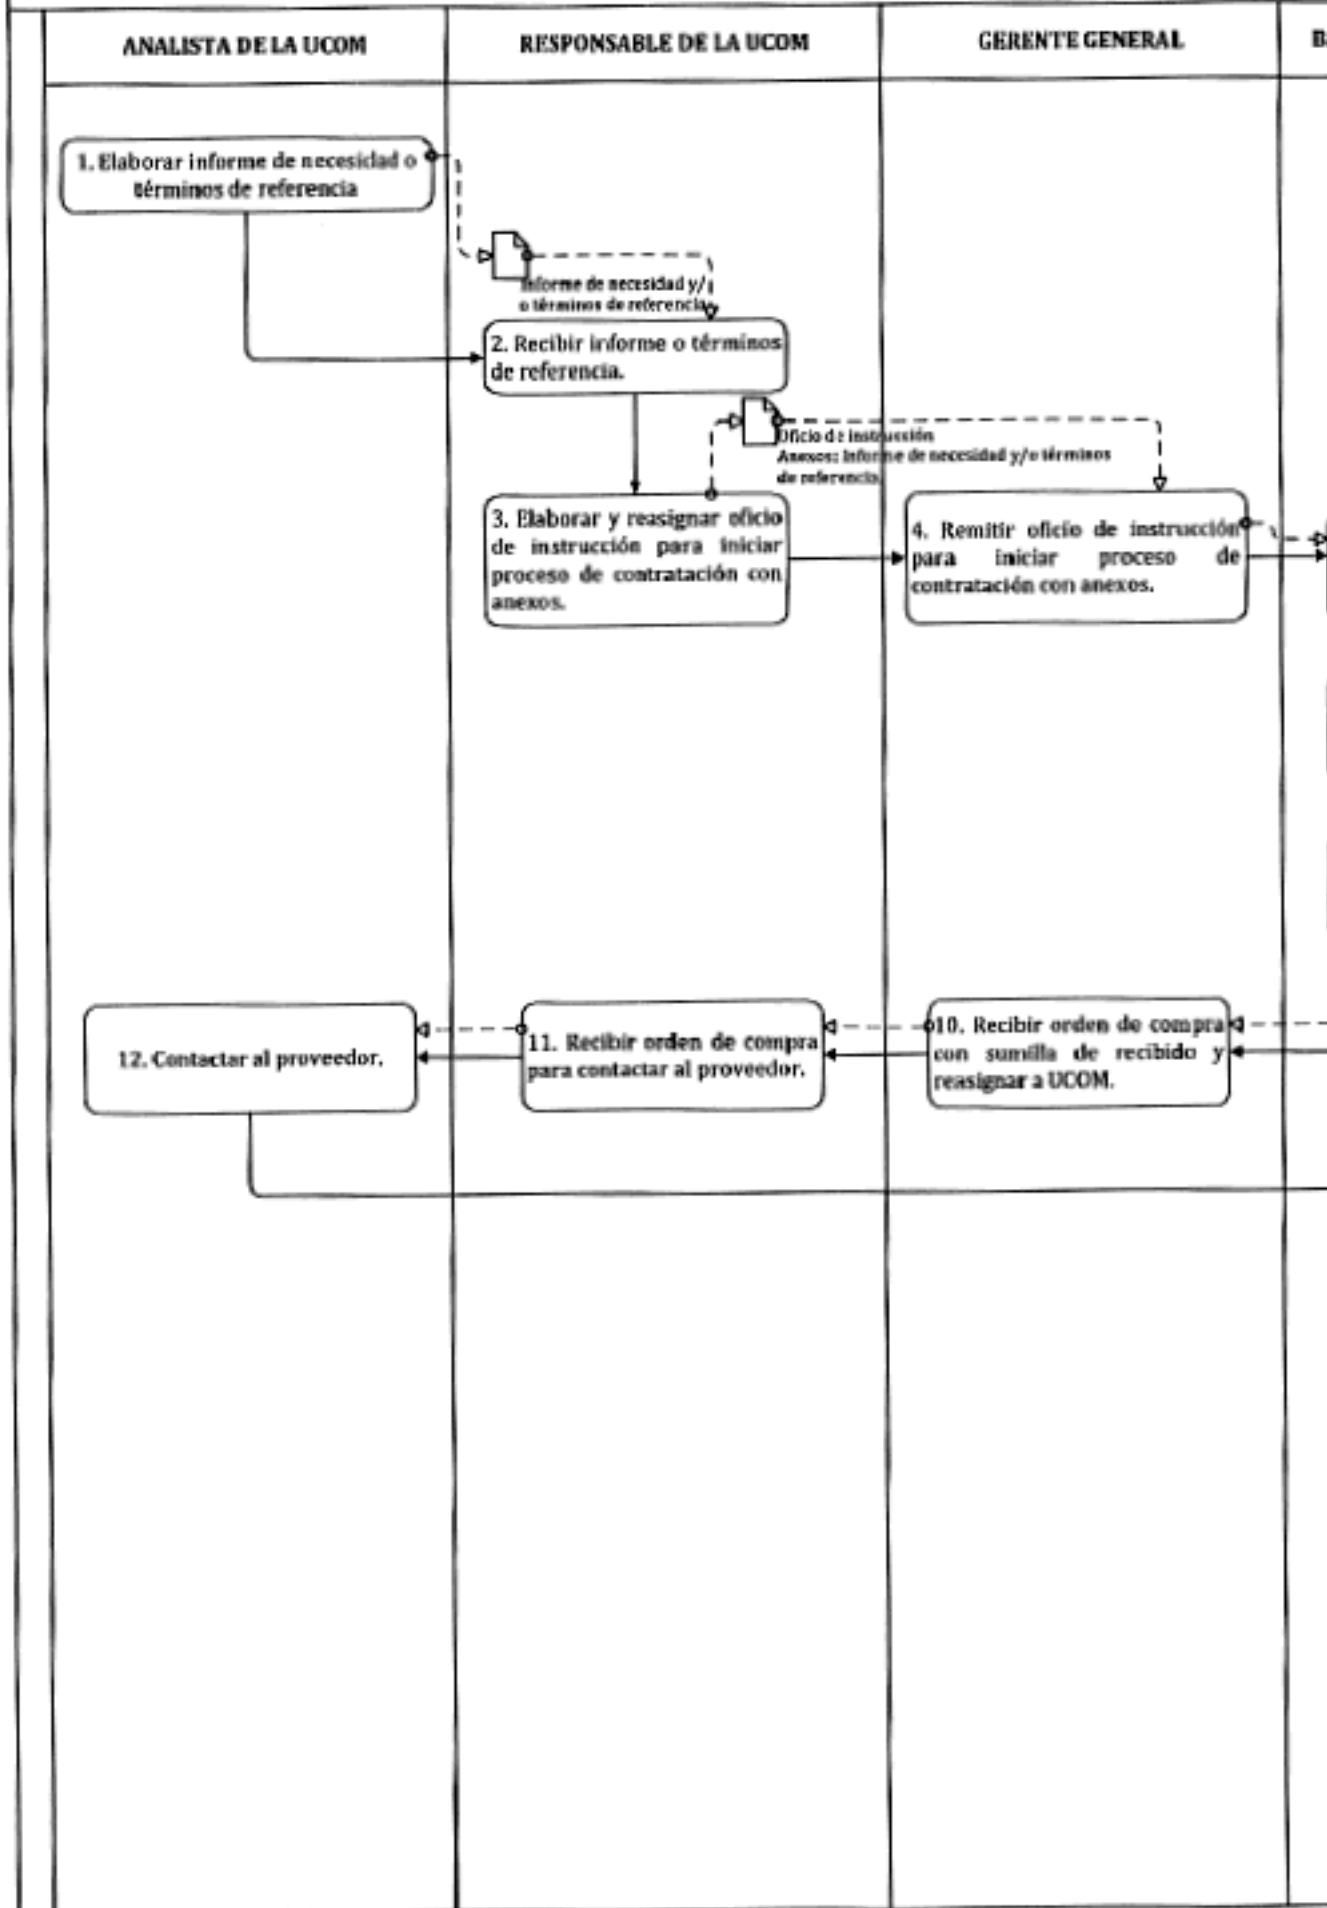 ANALISTA DE LA UCOM
RESPONSABLE DE LA UCOM
GERENTE GENERAL
1. Elaborar informe de necesidad o
términos de referencia
Informe de necesidad y/
o términos de referencia
2. Recibir informe o términos
de referencia.
Oficio de instrucción
Anexos: Informe de necesidad y/o términos
de referencia
3. Elaborar y reasignar oficio
de instrucción para iniciar
proceso de contratación con
anexos.
4. Remitir oficio de instrucción
para iniciar proceso de
contratación con anexos.
12. Contactar al proveedor.
11. Recibir orden de compra
para contactar al proveedor.
10. Recibir orden de compra
con sumilla de recibido y
reasignar a UCOM.